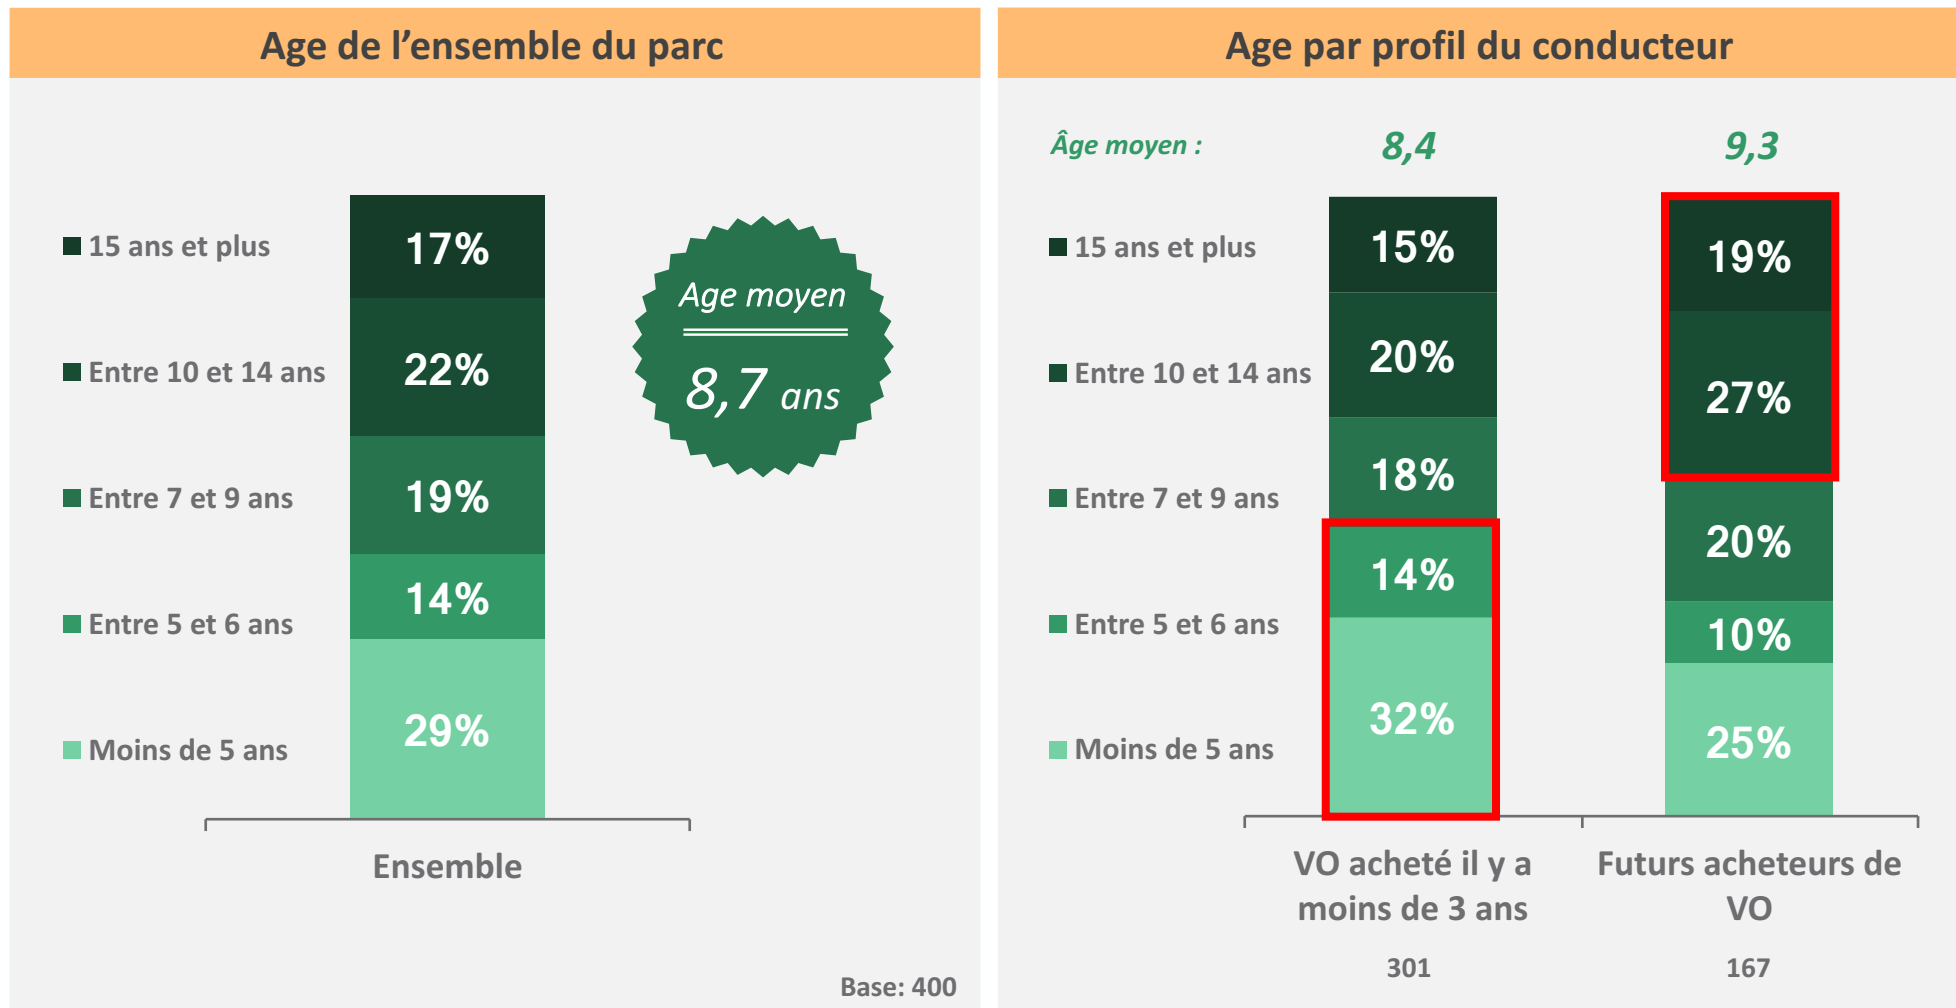 Age de l’ensemble du parc
15 ans et plus
Entre 10 et 14 ans
Entre 7 et 9 ans
Entre 5 et 6 ans
Moins de 5 ans
17%
22%
19%
14%
29%
Age moyen
8,7 ans
Ensemble
Base: 400
Age par profil du conducteur
Âge moyen :
8,4
9,3
15 ans et plus
Entre 10 et 14 ans
Entre 7 et 9 ans
Entre 5 et 6 ans
Moins de 5 ans
15%
20%
18%
14%
32%
19%
27%
20%
10%
25%
VO acheté il y a
moins de 3 ans
301
Futurs acheteurs de
VO
167